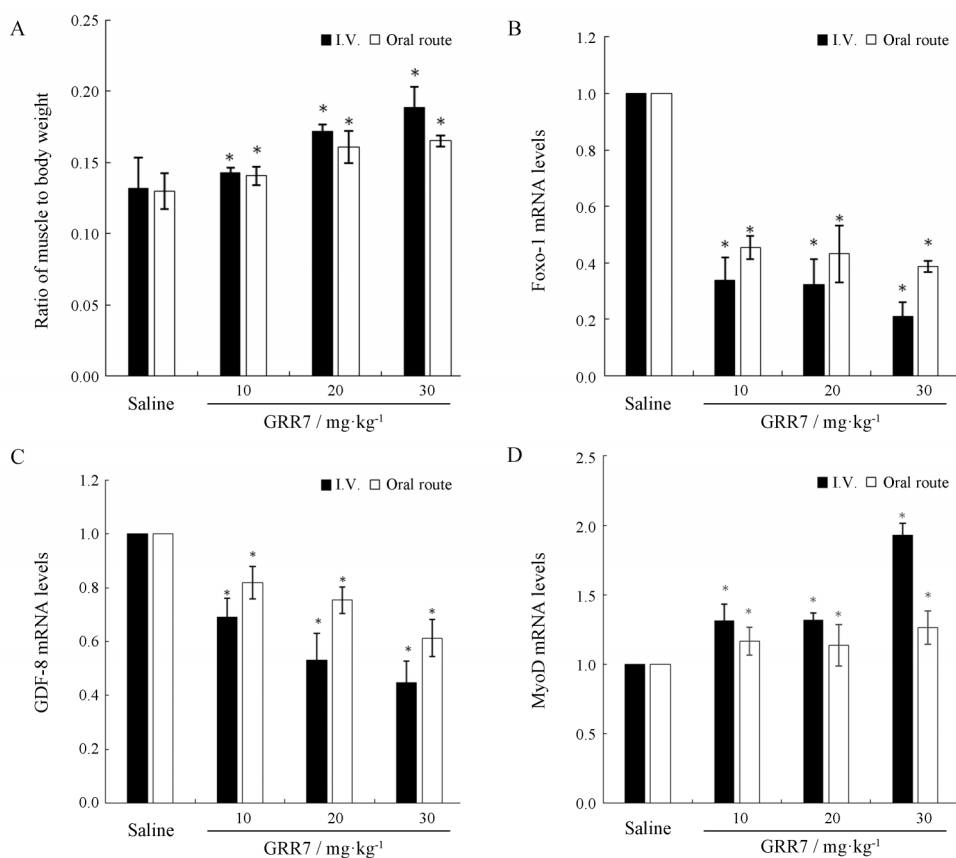 A
Ratio of muscle to body weight
0.25
0.20
0.15
0.10
0.05
0.00
I.V. Oral route
* * * * * *
Saline 10 20 30
GRR7 / mg·kg⁻¹
B
Foxo-1 mRNA levels
1.2
1.0
0.8
0.6
0.4
0.2
0.0
I.V. Oral route
* * * * * *
Saline 10 20 30
GRR7 / mg·kg⁻¹
C
GDF-8 mRNA levels
1.2
1.0
0.8
0.6
0.4
0.2
0.0
I.V. Oral route
* * * * * *
Saline 10 20 30
GRR7 / mg·kg⁻¹
D
MyoD mRNA levels
2.5
2.0
1.5
1.0
0.5
0.0
I.V. Oral route
* * * * * *
Saline 10 20 30
GRR7 / mg·kg⁻¹